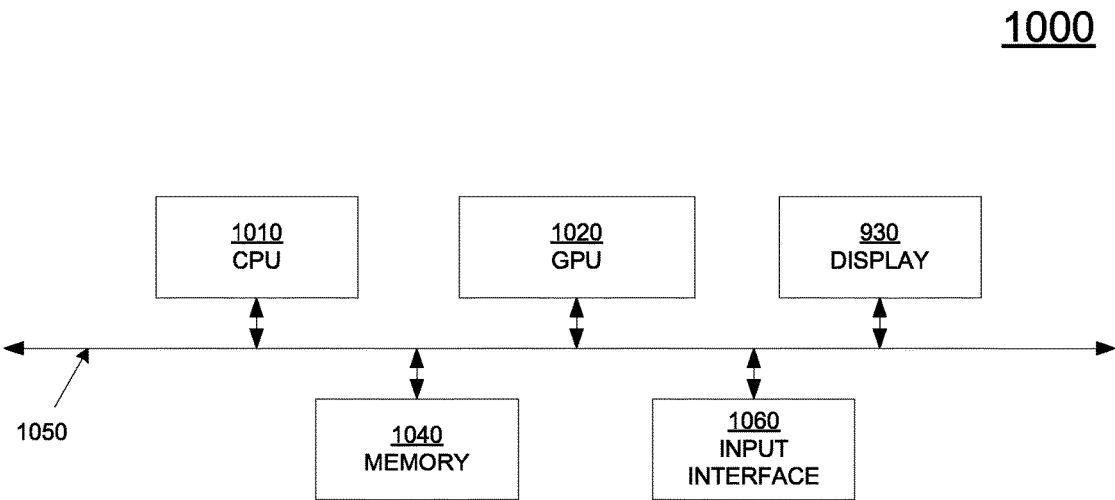 1000
1010
CPU
1020
GPU
930
DISPLAY
1050
1040
MEMORY
1060
INPUT
INTERFACE